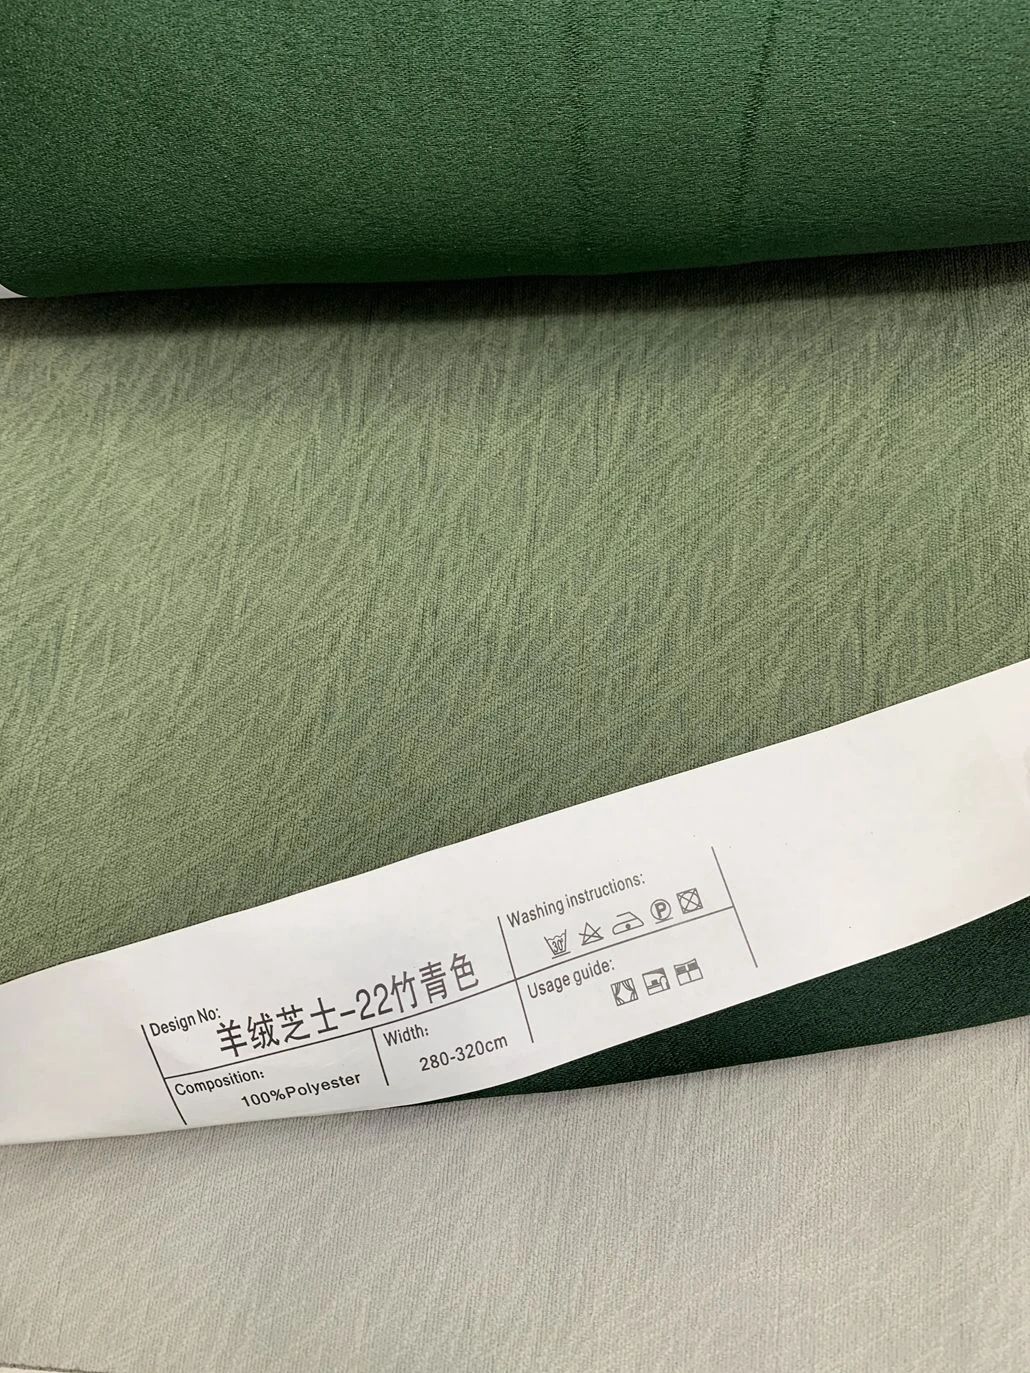 Design No:
羊绒芝士-22竹青色
Composition:
100%Polyester
Width:
280-320cm
Washing instructions:
30°
P
Usage guide: